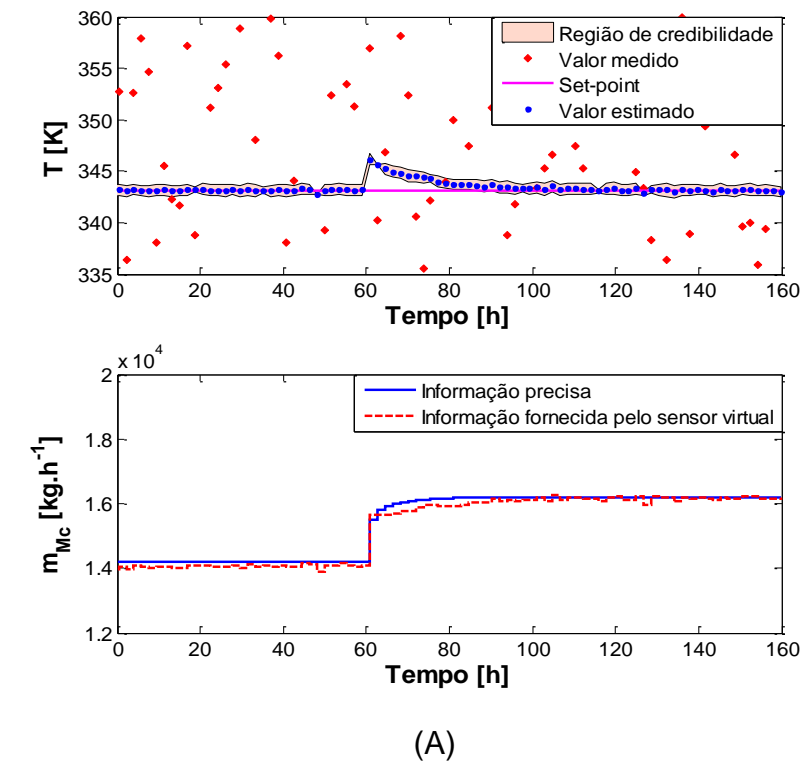 360
355
350
345
340
335
T [K]
Região de credibilidade
Valor medido
Set-point
Valor estimado
0 20 40 60 80 100 120 140 160
Tempo [h]
x 10^4
2
1.8
1.6
1.4
1.2
m_Mc [kg.h^-1]
Informação precisa
Informação fornecida pelo sensor virtual
0 20 40 60 80 100 120 140 160
Tempo [h]
(A)